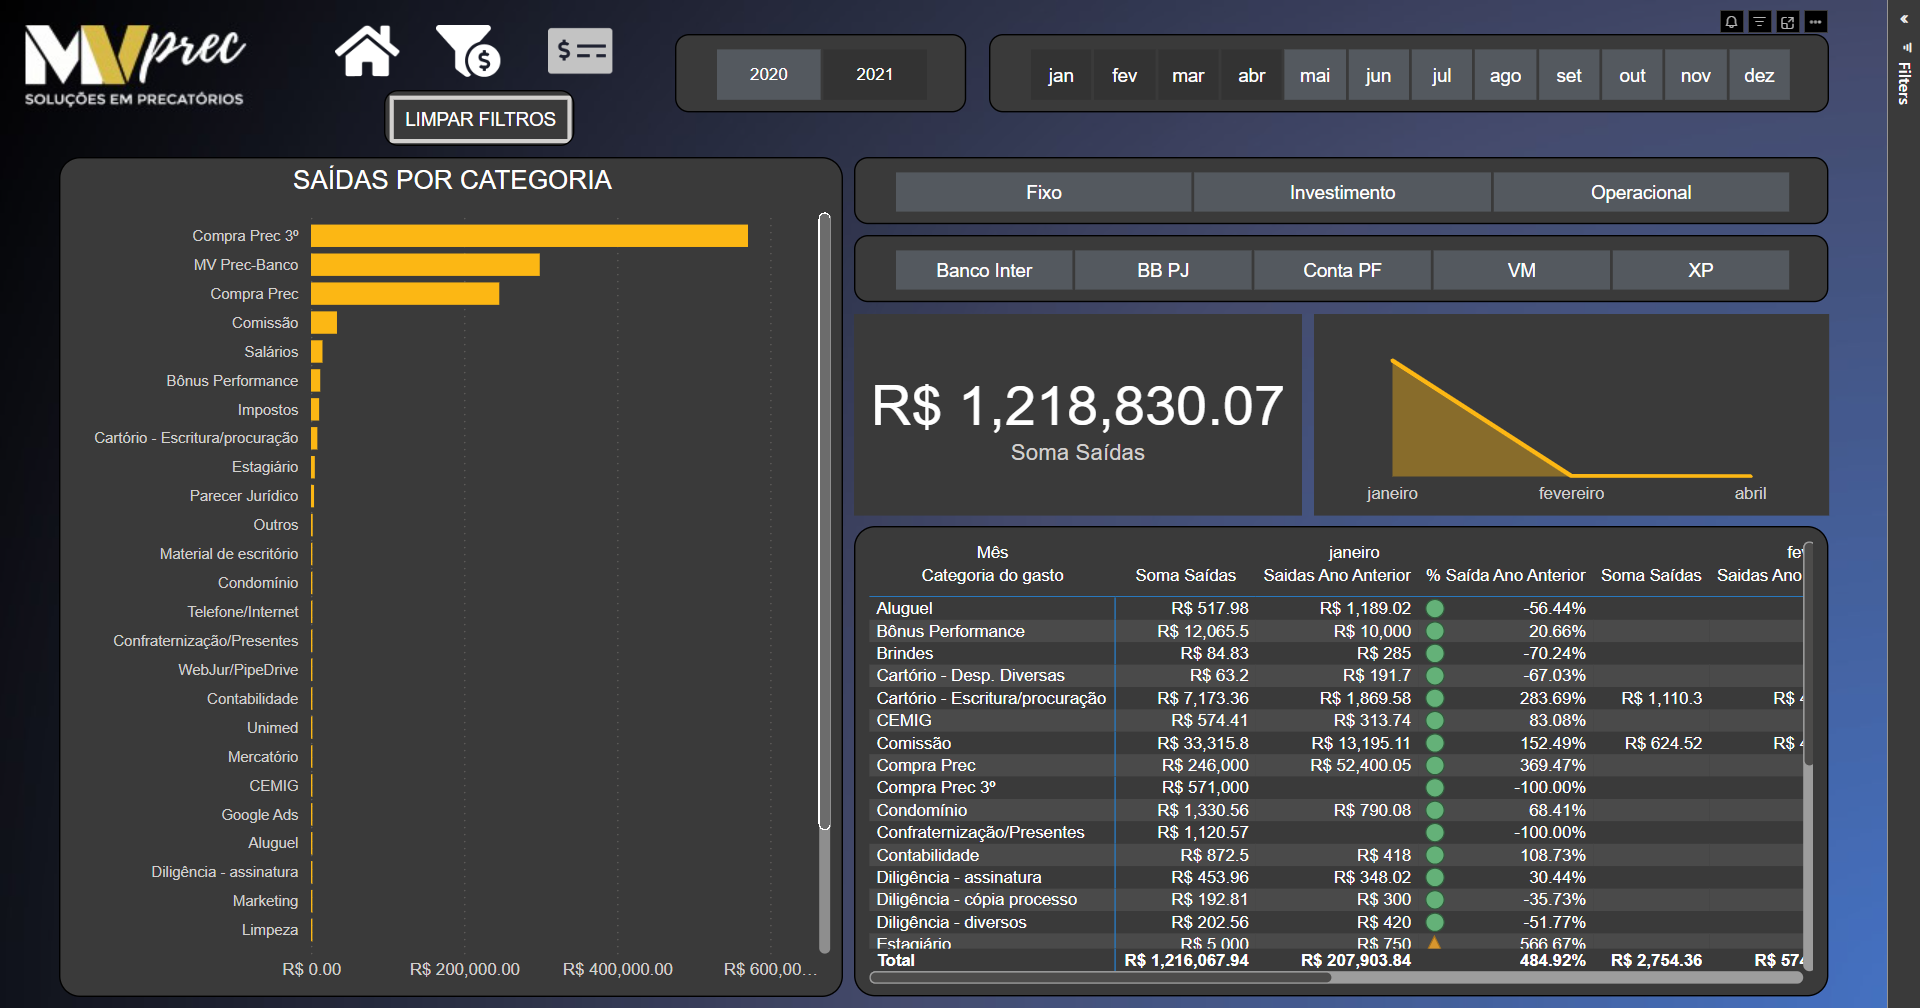 MVprec
SOLUÇÕES EM PRECATÓRIOS
$
$
LIMPAR FILTROS
2020 2021
jan fev mar abr mai jun jul ago set out nov dez
Filters
SAÍDAS POR CATEGORIA
Compra Prec 3º
MV Prec-Banco
Compra Prec
Comissão
Salários
Bônus Performance
Impostos
Cartório - Escritura/procuração
Estagiário
Parecer Jurídico
Outros
Material de escritório
Condomínio
Telefone/Internet
Confraternização/Presentes
WebJur/PipeDrive
Contabilidade
Unimed
Mercatório
CEMIG
Google Ads
Aluguel
Diligência - assinatura
Marketing
Limpeza
R$ 0.00 R$ 200,000.00 R$ 400,000.00 R$ 600,00...
Fixo Investimento Operacional
Banco Inter BB PJ Conta PF VM XP
R$ 1,218,830.07
Soma Saídas
janeiro fevereiro abril
Mês janeiro fev
Categoria do gasto Soma Saídas Saidas Ano Anterior % Saída Ano Anterior Soma Saídas Saidas Ano
Aluguel R$ 517.98 R$ 1,189.02 -56.44%
Bônus Performance R$ 12,065.5 R$ 10,000 20.66%
Brindes R$ 84.83 R$ 285 -70.24%
Cartório - Desp. Diversas R$ 63.2 R$ 191.7 -67.03%
Cartório - Escritura/procuração R$ 7,173.36 R$ 1,869.58 283.69% R$ 1,110.3 R$ 4
CEMIG R$ 574.41 R$ 313.74 83.08%
Comissão R$ 33,315.8 R$ 13,195.11 152.49% R$ 624.52 R$ 4
Compra Prec R$ 246,000 R$ 52,400.05 369.47%
Compra Prec 3º R$ 571,000 -100.00%
Condomínio R$ 1,330.56 R$ 790.08 68.41%
Confraternização/Presentes R$ 1,120.57 -100.00%
Contabilidade R$ 872.5 R$ 418 108.73%
Diligência - assinatura R$ 453.96 R$ 348.02 30.44%
Diligência - cópia processo R$ 192.81 R$ 300 -35.73%
Diligência - diversos R$ 202.56 R$ 420 -51.77%
Estagiário R$ 5,000 R$ 750 566.67%
Total R$ 1,216,067.94 R$ 207,903.84 484.92% R$ 2,754.36 R$ 574